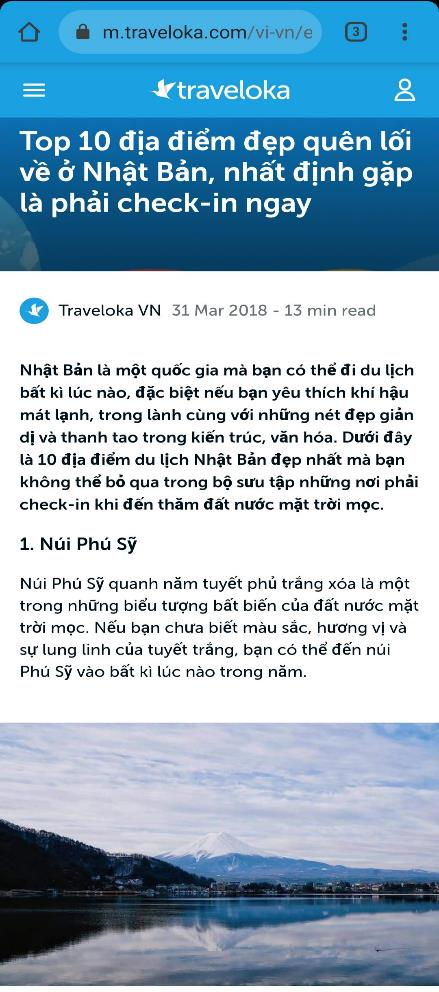 m.traveloka.com/vi-vn/e
3
traveloka
Top 10 địa điểm đẹp quên lối
về ở Nhật Bản, nhất định gặp
là phải check-in ngay
Traveloka VN 31 Mar 2018 - 13 min read
Nhật Bản là một quốc gia mà bạn có thể đi du lịch
bất kì lúc nào, đặc biệt nếu bạn yêu thích khí hậu
mát lạnh, trong lành cùng với những nét đẹp giản
dị và thanh tao trong kiến trúc, văn hóa. Dưới đây
là 10 địa điểm du lịch Nhật Bản đẹp nhất mà bạn
không thể bỏ qua trong bộ sưu tập những nơi phải
check-in khi đến thăm đất nước mặt trời mọc.
1. Núi Phú Sỹ
Núi Phú Sỹ quanh năm tuyết phủ trắng xóa là một
trong những biểu tượng bất biến của đất nước mặt
trời mọc. Nếu bạn chưa biết màu sắc, hương vị và
sự lung linh của tuyết trắng, bạn có thể đến núi
Phú Sỹ vào bất kì lúc nào trong năm.